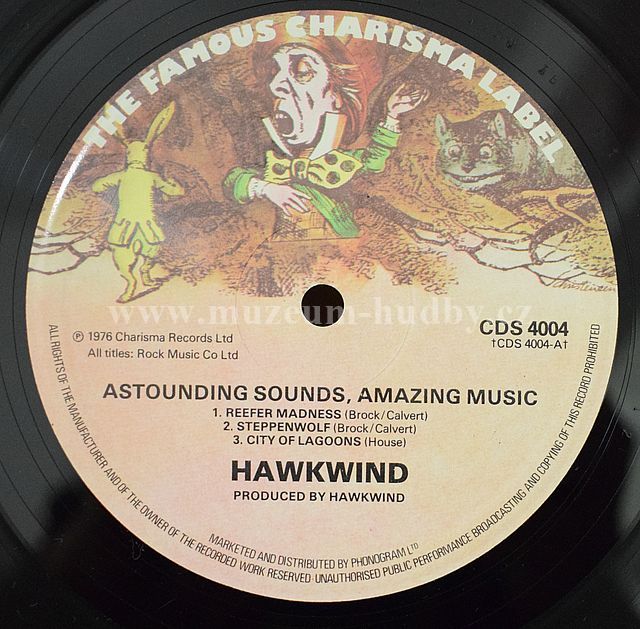 THE FAMOUS CHARISMA LABEL
www.muzeum-hudby.cz
℗ 1976 Charisma Records Ltd
All titles: Rock Music Co Ltd
CDS 4004
†CDS 4004-A†
ASTOUNDING SOUNDS, AMAZING MUSIC
1. REEFER MADNESS (Brock/Calvert)
2. STEPPENWOLF (Brock/Calvert)
3. CITY OF LAGOONS (House)
HAWKWIND
PRODUCED BY HAWKWIND
MARKETED AND DISTRIBUTED BY PHONOGRAM LTD
ALL RIGHTS OF THE MANUFACTURER AND OF THE OWNER OF THE RECORDED WORK RESERVED UNAUTHORISED PUBLIC PERFORMANCE BROADCASTING AND COPYING OF THIS RECORD PROHIBITED